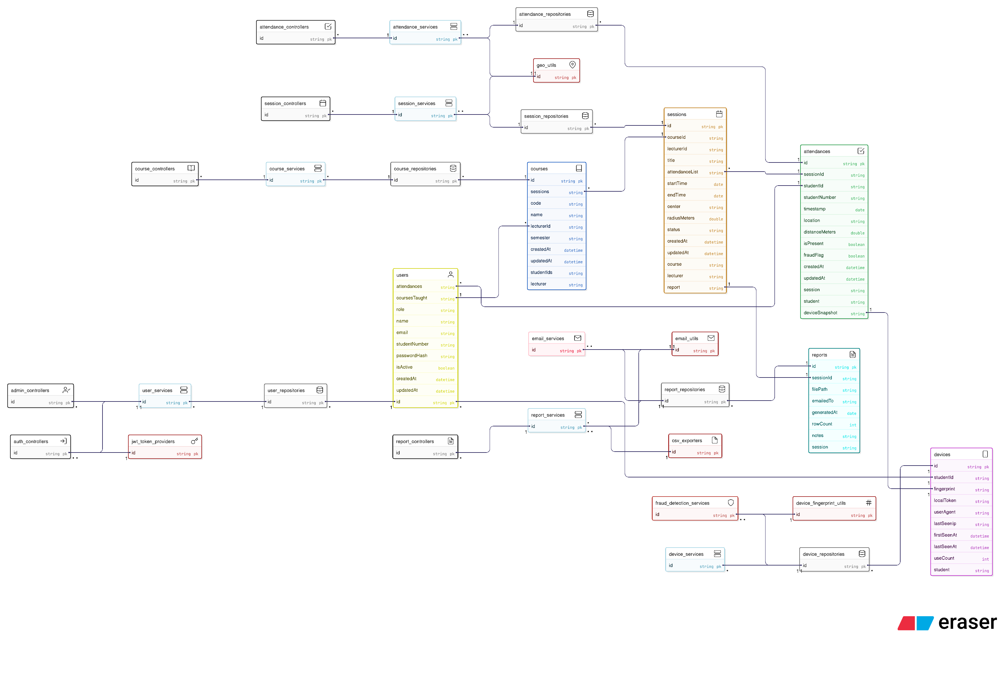 attendance_repositories
id string pk
attendance_controllers
id string pk
attendance_services
id string pk
geo_utils
id string pk
session_controllers
id string pk
session_services
id string pk
session_repositories
id string pk
sessions
id string pk
courseId string
lecturerId string
title string
attendanceList string
startTime date
endTime date
center string
radiusMeters double
status string
createdAt datetime
updatedAt datetime
course string
lecturer string
report string
attendances
id string pk
sessionId string
studentId string
studentNumber string
timestamp date
location string
distanceMeters double
isPresent boolean
fraudFlag boolean
createdAt datetime
updatedAt datetime
session string
student string
deviceSnapshot string
course_controllers
id string pk
course_services
id string pk
course_repositories
id string pk
courses
id string pk
sessions string
code string
name string
lecturerId string
semester string
createdAt datetime
updatedAt datetime
studentIds string
lecturer string
users
attendances string
coursesTaught string
role string
name string
email string
studentNumber string
passwordHash string
isActive boolean
createdAt datetime
updatedAt datetime
id string pk
email_services
id string pk
email_utils
id string pk
reports
id string pk
sessionId string
filePath string
emailedTo string
generatedAt date
rowCount int
notes string
session string
admin_controllers
id string pk
user_services
id string pk
user_repositories
id string pk
report_repositories
id string pk
report_services
id string pk
auth_controllers
id string pk
jwt_token_providers
id string pk
report_controllers
id string pk
csv_exporters
id string pk
devices
id string pk
studentId string
fingerprint string
localToken string
userAgent string
lastSeenIp string
firstSeenAt datetime
lastSeenAt datetime
useCount int
student string
fraud_detection_services
id string pk
device_fingerprint_utils
id string pk
device_services
id string pk
device_repositories
id string pk
eraser